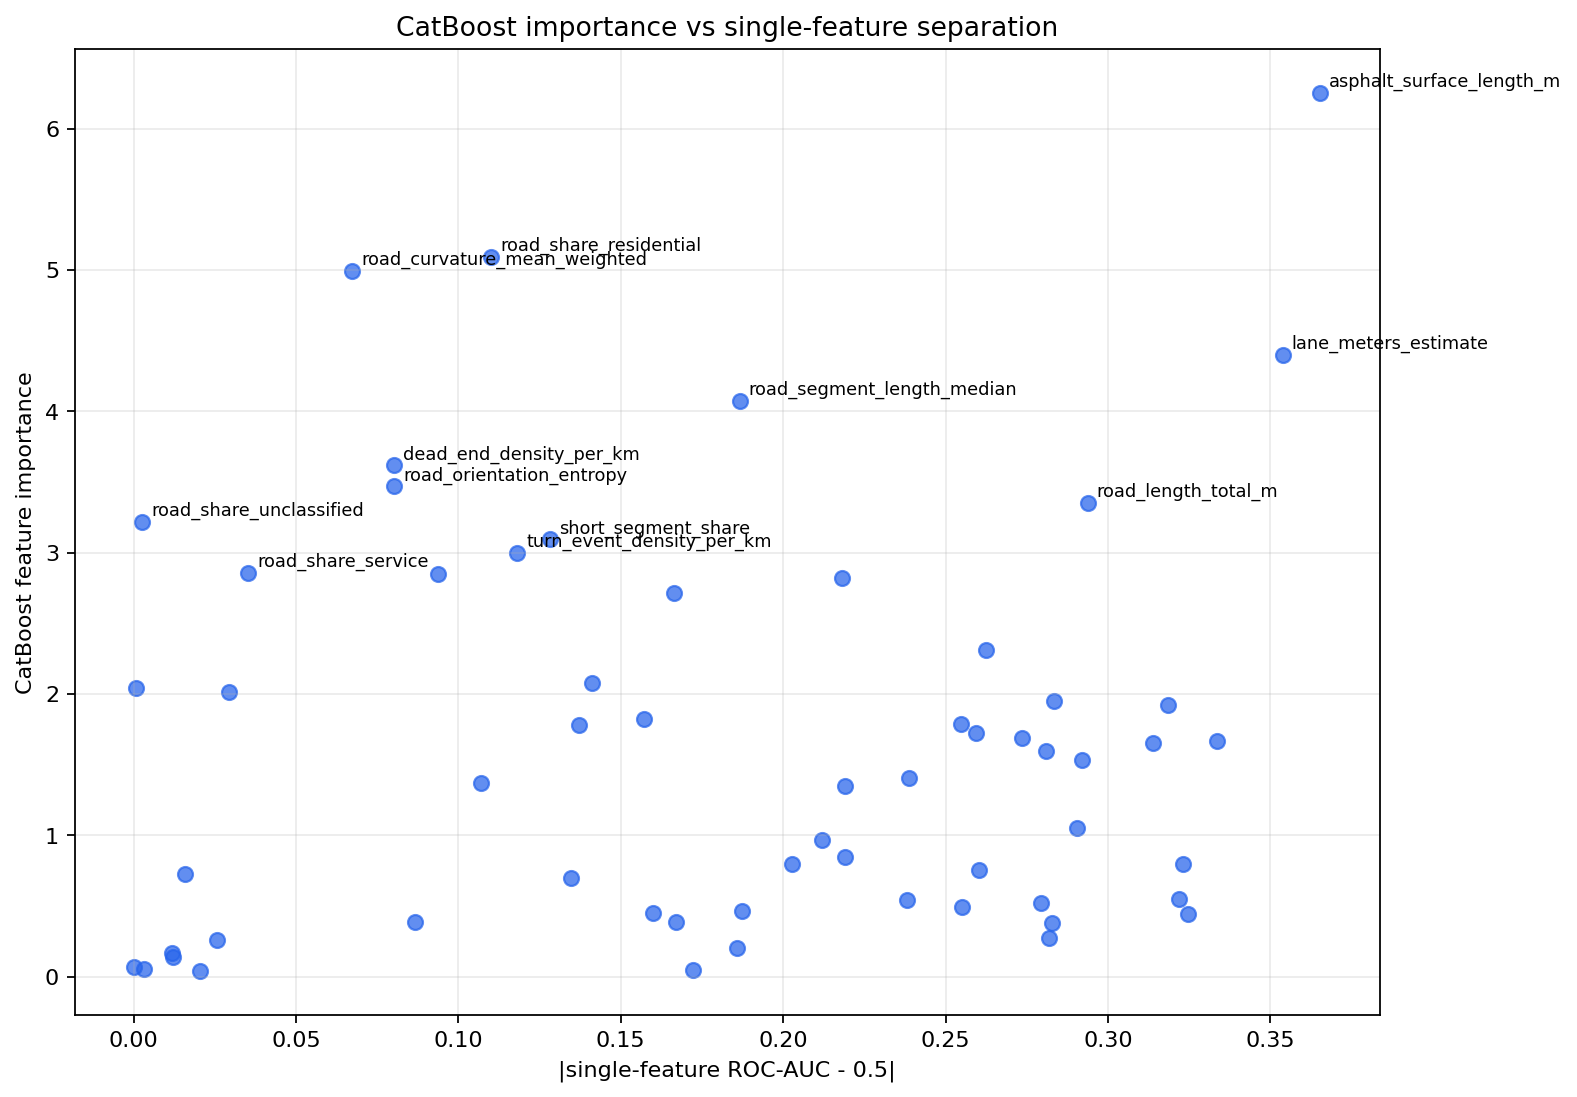 CatBoost importance vs single-feature separation
asphalt_surface_length_m
road_share_residential
road_curvature_mean_weighted
lane_meters_estimate
road_segment_length_median
dead_end_density_per_km
road_orientation_entropy
road_length_total_m
road_share_unclassified
short_segment_share
turn_event_density_per_km
road_share_service
CatBoost feature importance
6
5
4
3
2
1
0
0.00 0.05 0.10 0.15 0.20 0.25 0.30 0.35
|single-feature ROC-AUC - 0.5|